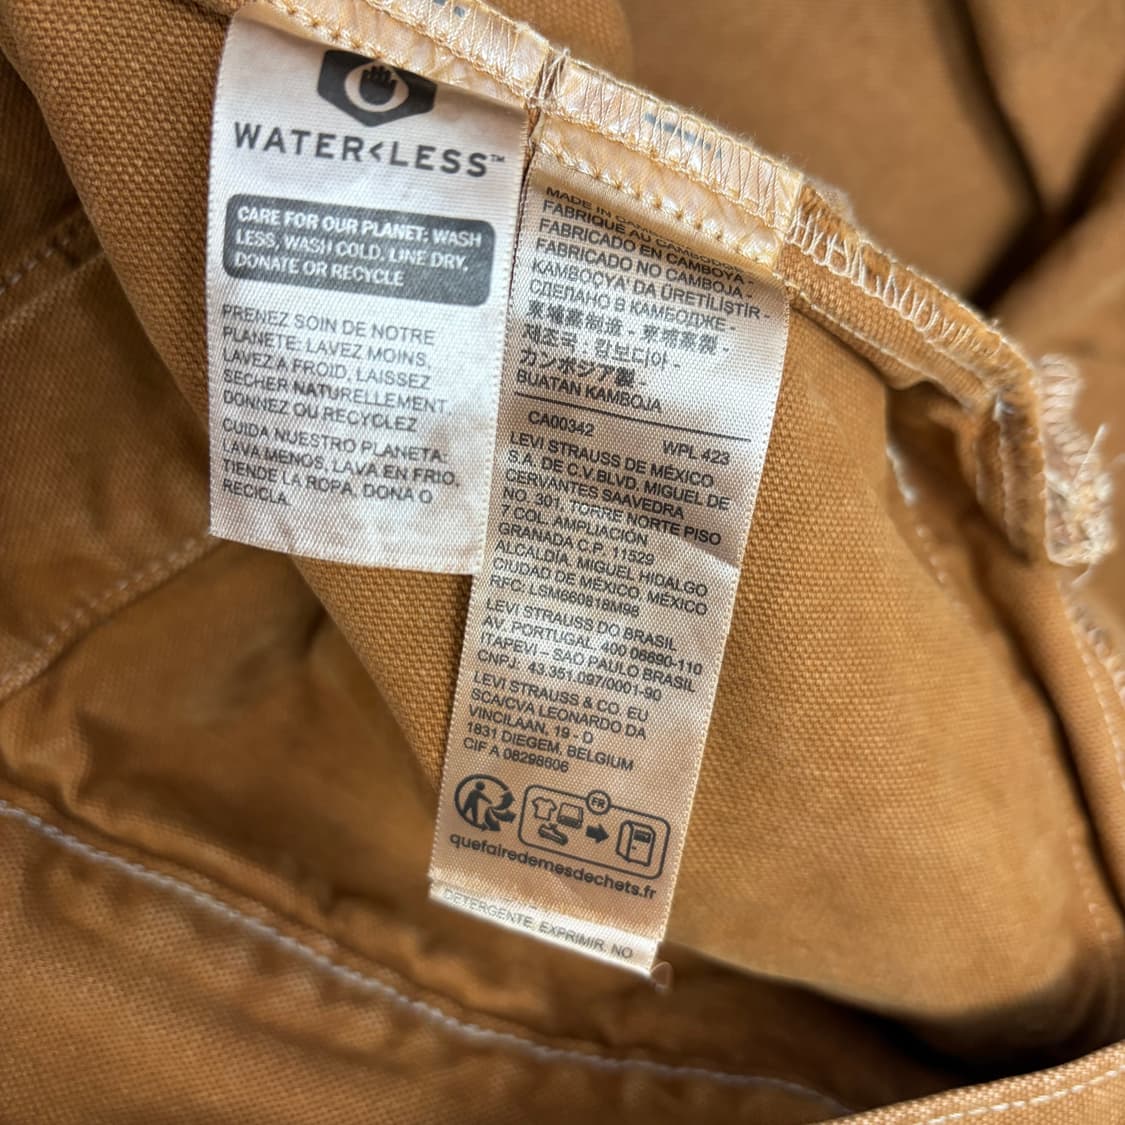 WATER<LESS™
CARE FOR OUR PLANET: WASH
LESS, WASH COLD, LINE DRY,
DONATE OR RECYCLE
PRENEZ SOIN DE NOTRE
PLANETE: LAVEZ MOINS,
LAVEZ A FROID, LAISSEZ
SECHER NATURELLEMENT,
DONNEZ OU RECYCLEZ
CUIDA NUESTRO PLANETA.
LAVA MENOS, LAVA EN FRIO,
TIENDE LA ROPA, DONA O
RECICLA.
MADE IN
FABRIQUE AU CAMBODGE -
FABRICADO EN CAMBOYA -
FABRICADO NO CAMBOJA -
KAMBOÇYA' DA ÜRETİLİŞTİR -
СДЕЛАНО В КАМБОДЖЕ -
柬埔寨制造 - 柬埔寨製 -
제조국: 캄보디아 -
カンボジア製 -
BUATAN KAMBOJA
CA00342 WPL 423
LEVI STRAUSS DE MÉXICO
S.A. DE C.V.BLVD. MIGUEL DE
CERVANTES SAAVEDRA
NO. 301, TORRE NORTE PISO
7 COL. AMPLIACIÓN
GRANADA C.P. 11529
ALCALDÍA, MIGUEL HIDALGO
CIUDAD DE MÉXICO, MÉXICO
RFC: LSM660818M98
LEVI STRAUSS DO BRASIL
AV. PORTUGAL, 400 06690-110
ITAPEVI - SAO PAULO BRASIL
CNPJ: 43.351.097/0001-90
LEVI STRAUSS & CO. EU
SCA/CVA LEONARDO DA
VINCILAAN, 19 - D
1831 DIEGEM, BELGIUM
CIF A 08298606
FR
quefairedemesdechets.fr
DETERGENTE, EXPRIMIR. NO